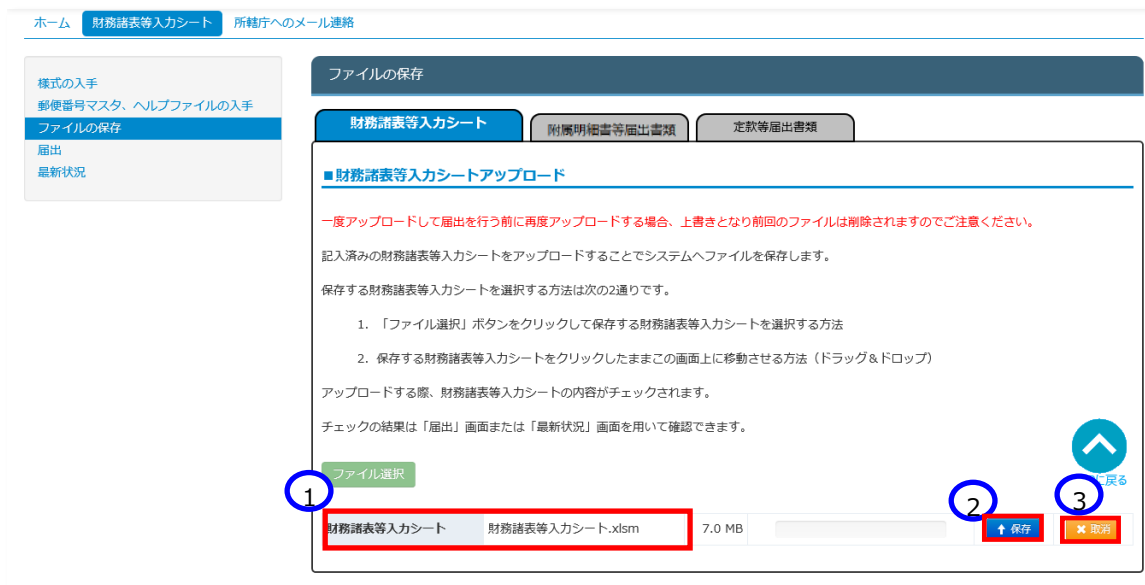 ホーム 財務諸表等入力シート 所轄庁へのメール連絡
様式の入手
郵便番号マスタ、ヘルプファイルの入手
ファイルの保存
届出
最新状況
ファイルの保存
財務諸表等入力シート 附属明細書等届出書類 定款等届出書類
■財務諸表等入力シートアップロード
一度アップロードして届出を行う前に再度アップロードする場合、上書きとなり前回のファイルは削除されますのでご注意ください。
記入済みの財務諸表等入力シートをアップロードすることでシステムへファイルを保存します。
保存する財務諸表等入力シートを選択する方法は次の2通りです。
1. 「ファイル選択」ボタンをクリックして保存する財務諸表等入力シートを選択する方法
2. 保存する財務諸表等入力シートをクリックしたままこの画面上に移動させる方法（ドラッグ＆ドロップ）
アップロードする際、財務諸表等入力シートの内容がチェックされます。
チェックの結果は「届出」画面または「最新状況」画面を用いて確認できます。
ファイル選択
に戻る
1 2 3
財務諸表等入力シート 財務諸表等入力シート.xlsm 7.0 MB 保存 取消